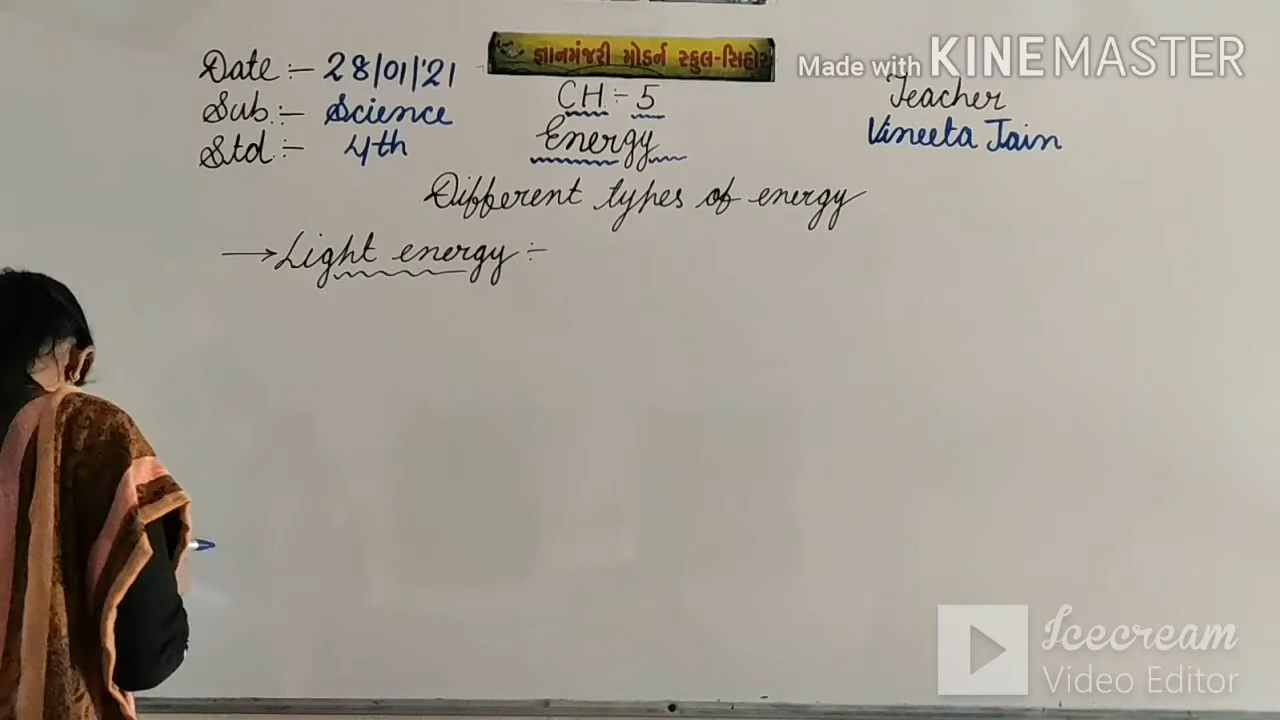 જ્ઞાનમંજરી મોડર્ન સ્કુલ-સિહોર
Made with KINEMASTER
Date :- 28/01/'21
Sub :- Science
Std :- 4th
CH :- 5
Energy
Teacher
Vineeta Jain
Different types of energy
→ Light energy :-
Icecream
Video Editor